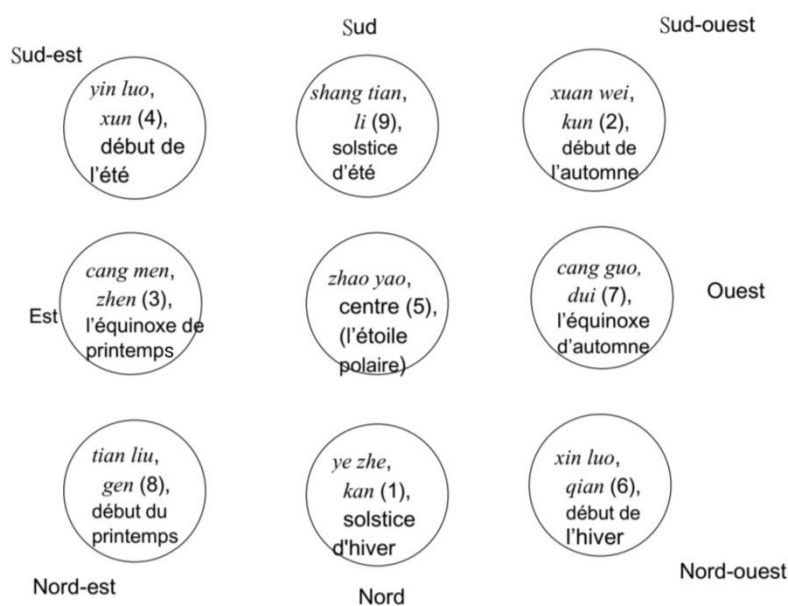 Sud-est
Sud
Sud-ouest
yin luo,
xun (4),
début de
l'été
shang tian,
li (9),
solstice
d'été
xuan wei,
kun (2),
début de
l'automne
Est
cang men,
zhen (3),
l'équinoxe de
printemps
zhao yao,
centre (5),
(l'étoile
polaire)
cang guo,
dui (7),
l'équinoxe
d'automne
Ouest
tian liu,
gen (8),
début du
printemps
ye zhe,
kan (1),
solstice
d'hiver
xin luo,
qian (6),
début de
l'hiver
Nord-est
Nord
Nord-ouest